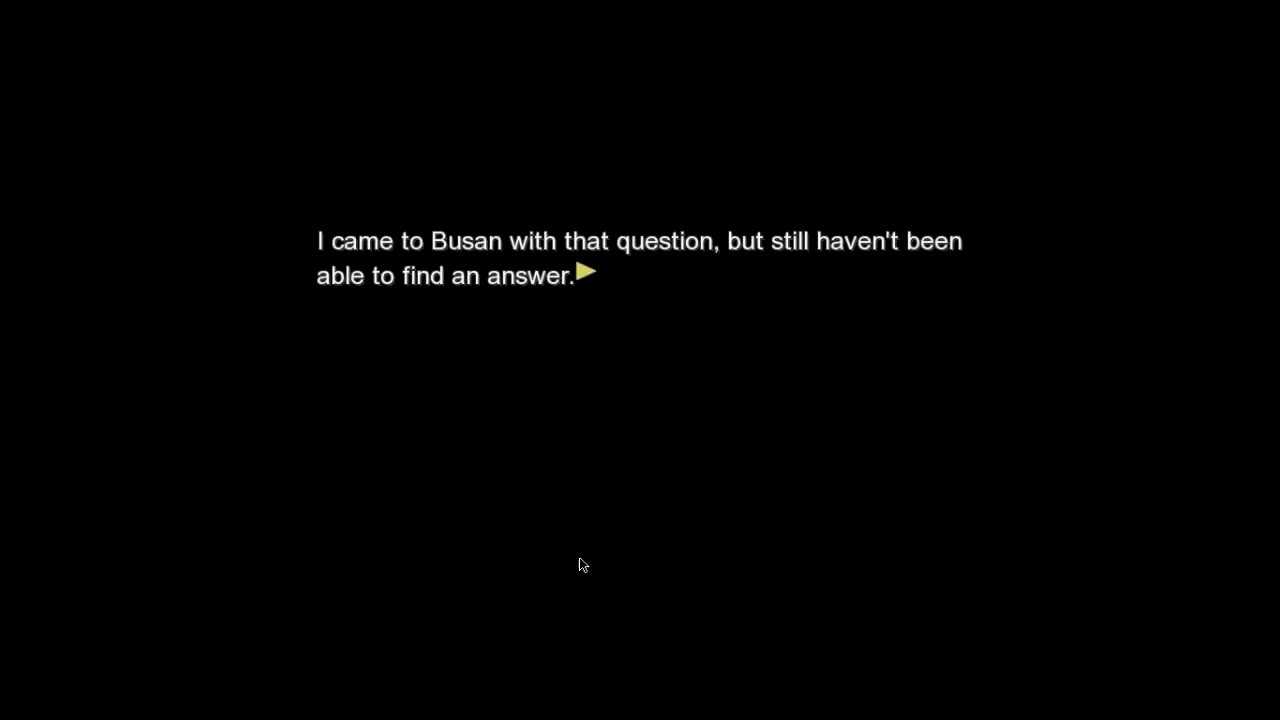 I came to Busan with that question, but still haven't been
able to find an answer.